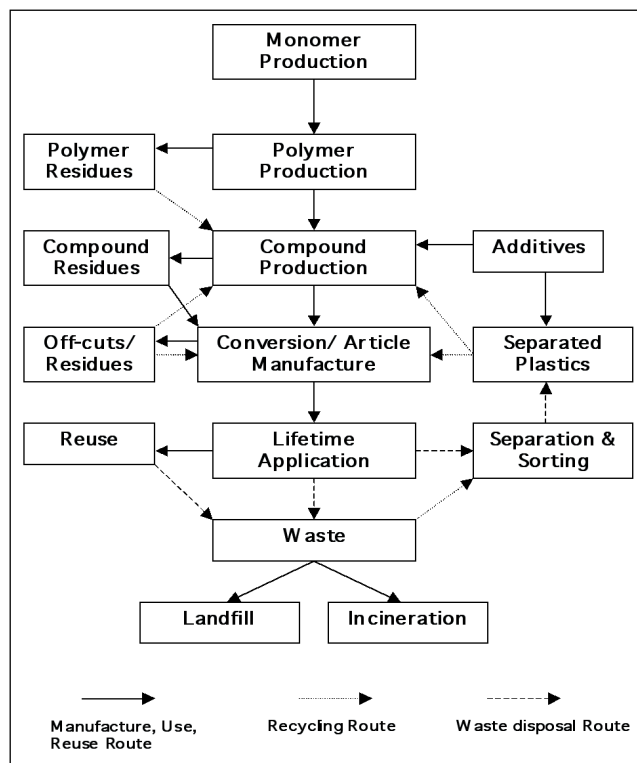 Monomer
Production
Polymer
Residues
Polymer
Production
Compound
Residues
Compound
Production
Additives
Off-cuts/
Residues
Conversion/ Article
Manufacture
Separated
Plastics
Reuse
Lifetime
Application
Separation &
Sorting
Waste
Landfill
Incineration
Manufacture, Use,
Reuse Route
Recycling Route
Waste disposal Route